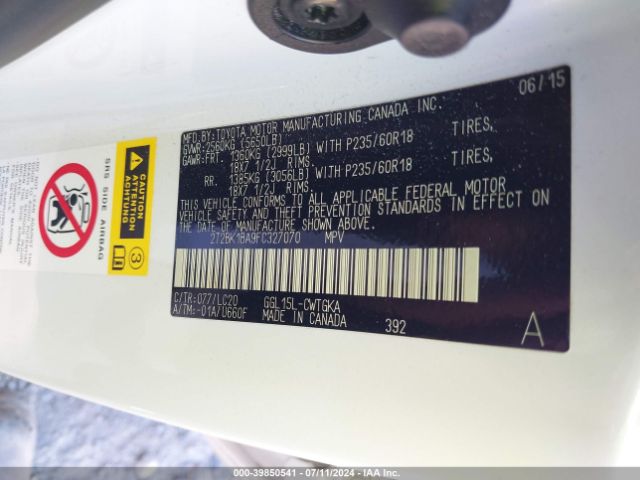 06/15
MFD.BY:TOYOTA MOTOR MANUFACTURING CANADA INC.
GVWR:2560KG (5650LB)
GAWR:FRT. 1360KG (2999LB) WITH P235/60R18 TIRES,
18X7 1/2J RIMS.
RR. 1385KG (3056LB) WITH P235/60R18 TIRES,
18X7 1/2J RIMS.
THIS VEHICLE CONFORMS TO ALL APPLICABLE FEDERAL MOTOR
VEHICLE SAFETY AND THEFT PREVENTION STANDARDS IN EFFECT ON
THE DATE OF MANUFACTURE SHOWN ABOVE.
2T2BK1BA9FC327070 MPV
C/TR:077/LC20 GGL15L-CWTGKA
A/TM:-01A/U660F MADE IN CANADA 392
A
SRS SIDE AIRBAG
CAUTION
ATTENTION
ACHTUNG
3
000-39850541 - 07/11/2024 - IAA Inc.